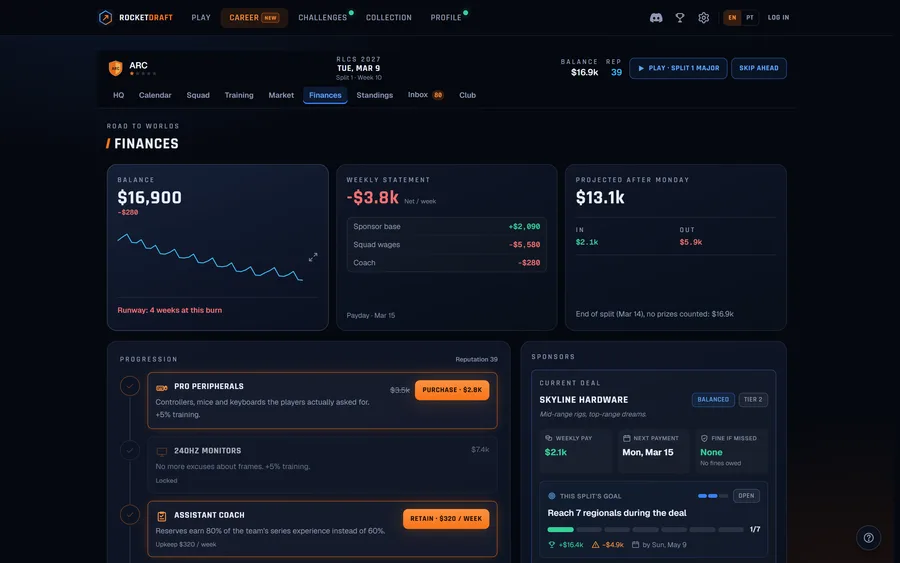 ROCKETDRAFT PLAY CAREER NEW CHALLENGES COLLECTION PROFILE EN PT LOG IN
ARC
RLCS 2027
TUE, MAR 9
Split 1 · Week 10
BALANCE REP
$16.9k 39
PLAY · SPLIT 1 MAJOR
SKIP AHEAD
HQ Calendar Squad Training Market Finances Standings Inbox 80 Club
ROAD TO WORLDS
/ FINANCES
BALANCE
$16,900
-$280
Runway: 4 weeks at this burn
WEEKLY STATEMENT
-$3.8k Net / week
Sponsor base +$2,090
Squad wages -$5,580
Coach -$280
Payday · Mar 15
PROJECTED AFTER MONDAY
$13.1k
IN OUT
$2.1k $5.9k
End of split (Mar 14), no prizes counted: $16.9k
PROGRESSION Reputation 39
PRO PERIPHERALS
Controllers, mice and keyboards the players actually asked for.
+5% training.
$3.5k PURCHASE · $2.8K
240HZ MONITORS $7.4k
No more excuses about frames. +5% training.
Locked
ASSISTANT COACH
Reserves earn 80% of the team's series experience instead of 60%.
Upkeep $320 / week
RETAIN · $320 / WEEK
SPONSORS
CURRENT DEAL
SKYLINE HARDWARE BALANCED TIER 2
Mid-range rigs, top-range dreams.
WEEKLY PAY NEXT PAYMENT FINE IF MISSED
$2.1k Mon, Mar 15 None
No fines owed
THIS SPLIT'S GOAL OPEN
Reach 7 regionals during the deal
1/7
+$16.4k -$4.9k by Sun, May 9